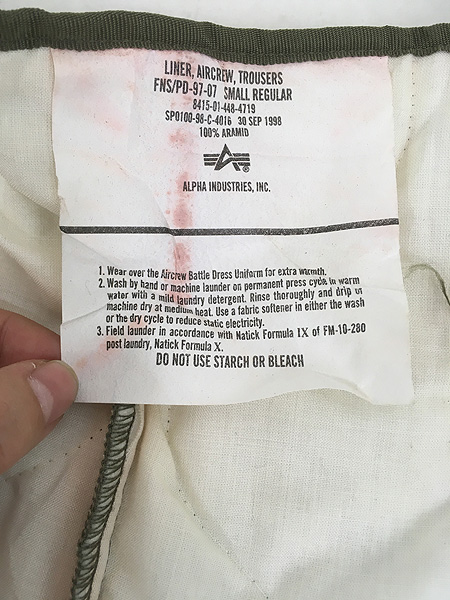 LINER, AIRCREW, TROUSERS
FNS/PD-97-07 SMALL REGULAR
8415-01-448-4719
SPO100-98-C-4016 30 SEP 1998
100% ARAMID
ALPHA INDUSTRIES, INC.
1. Wear over the Aircrew Battle Dress Uniform for extra warmth.
2. Wash by hand or machine launder on permanent press cycle in warm
water with a mild laundry detergent. Rinse thoroughly and drip or
machine dry at medium heat. Use a fabric softener in either the wash
or the dry cycle to reduce static electricity.
3. Field launder in accordance with Natick Formula IX of FM-10-280
post laundry, Natick Formula X.
DO NOT USE STARCH OR BLEACH